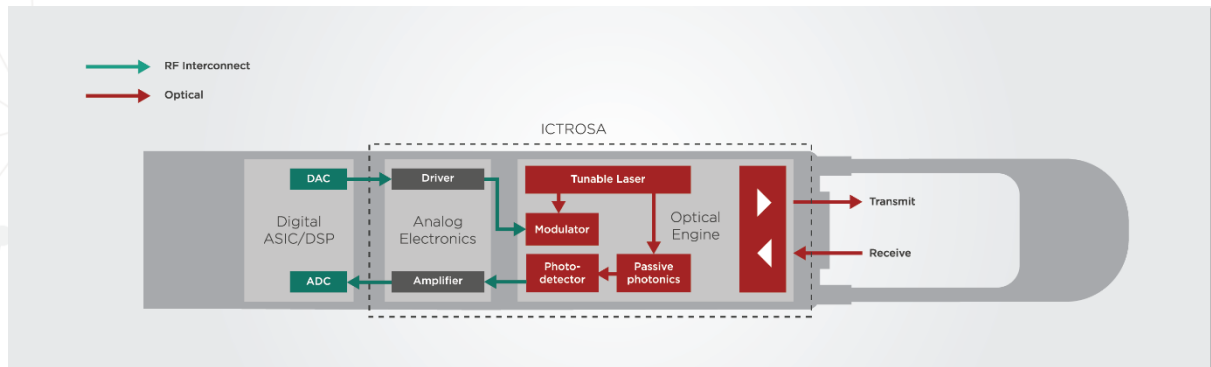 RF Interconnect
Optical
ICTROSA
DAC
Driver
Tunable Laser
Transmit
Digital
ASIC/DSP
Analog
Electronics
Modulator
Optical
Engine
Receive
ADC
Amplifier
Photo-
detector
Passive
photonics